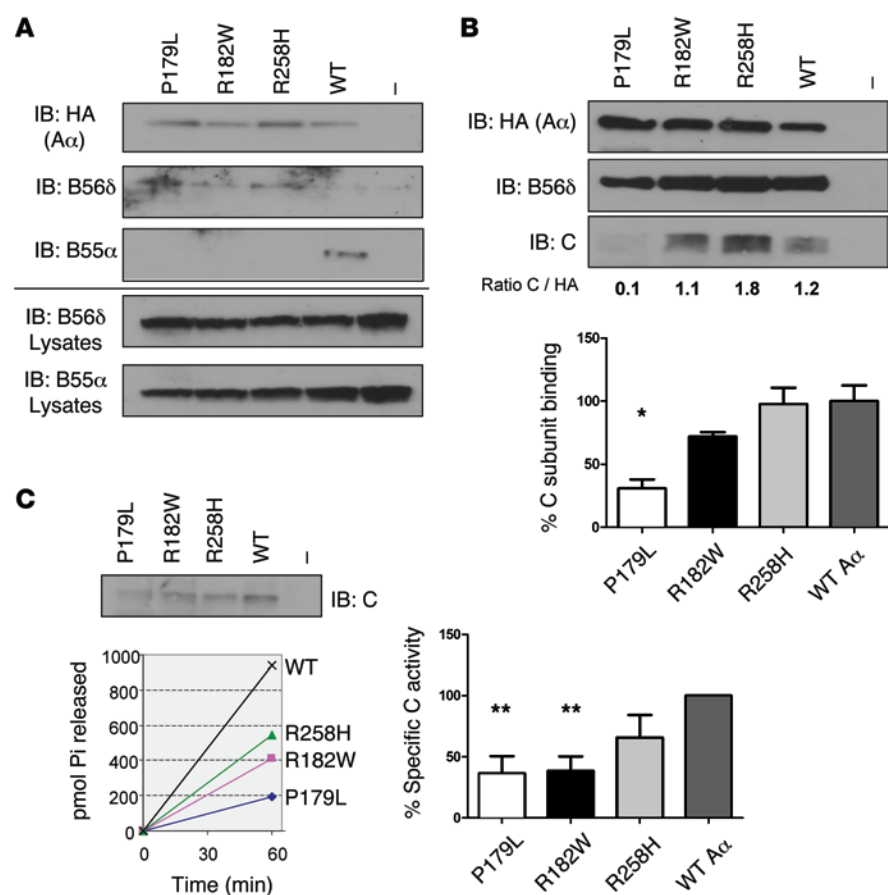 A
P179L
R182W
R258H
WT
–
IB: HA
(Aα)
IB: B56δ
IB: B55α
IB: B56δ
Lysates
IB: B55α
Lysates
B
P179L
R182W
R258H
WT
–
IB: HA (Aα)
IB: B56δ
IB: C
Ratio C / HA 0.1 1.1 1.8 1.2
% C subunit binding
150
100
50
0
*
P179L
R182W
R258H
WT Aα
C
P179L
R182W
R258H
WT
–
IB: C
pmol Pi released
1000
800
600
400
200
0
WT
R258H
R182W
P179L
0 30 60
Time (min)
% Specific C activity
150
100
50
0
**
**
P179L
R182W
R258H
WT Aα